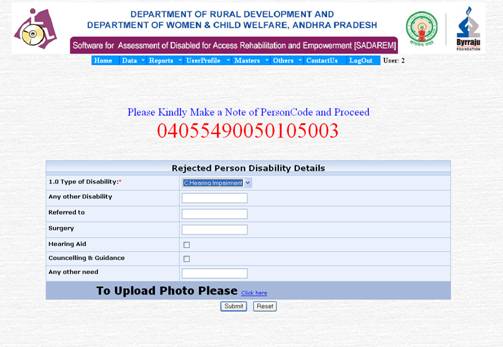 DEPARTMENT OF RURAL DEVELOPMENT AND
DEPARTMENT OF WOMEN & CHILD WELFARE, ANDHRA PRADESH
Software for Assessment of Disabled for Access Rehabilitation and Empowerment [SADAREM]
Byrraju
FOUNDATION
Home Data Reports UserProfile Masters Others ContactUs LogOut User: 2
Please Kindly Make a Note of PersonCode and Proceed
04055490050105003
Rejected Person Disability Details
1.0 Type of Disability:* C.Hearing Impairment
Any other Disability
Referred to
Surgery
Hearing Aid
Councelling & Guidance
Any other need
To Upload Photo Please Click here
Submit Reset